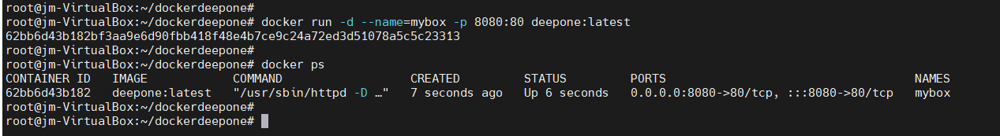 root@jm-VirtualBox:~/dockerdeepone#
root@jm-VirtualBox:~/dockerdeepone# docker run -d --name=mybox -p 8080:80 deepone:latest
62bb6d43b182bf3aa9e6d90fbb418f48e4b7ce9c24a72ed3d51078a5c5c23313
root@jm-VirtualBox:~/dockerdeepone#
root@jm-VirtualBox:~/dockerdeepone# docker ps
CONTAINER ID   IMAGE            COMMAND                  CREATED         STATUS         PORTS                                   NAMES
62bb6d43b182   deepone:latest   "/usr/sbin/httpd -D …"   7 seconds ago   Up 6 seconds   0.0.0.0:8080->80/tcp, :::8080->80/tcp   mybox
root@jm-VirtualBox:~/dockerdeepone#
root@jm-VirtualBox:~/dockerdeepone#